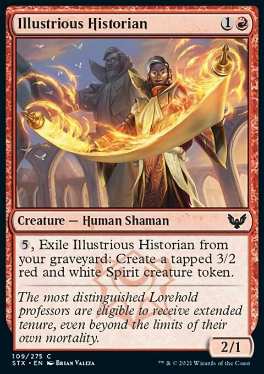 Illustrious Historian 1
Creature — Human Shaman
5, Exile Illustrious Historian from
your graveyard: Create a tapped 3/2
red and white Spirit creature token.
The most distinguished Lorehold
professors are eligible to receive extended
tenure, even beyond the limits of their
own mortality.
2/1
109/275 C
STX • EN Brian Valeza
™ & © 2021 Wizards of the Coast